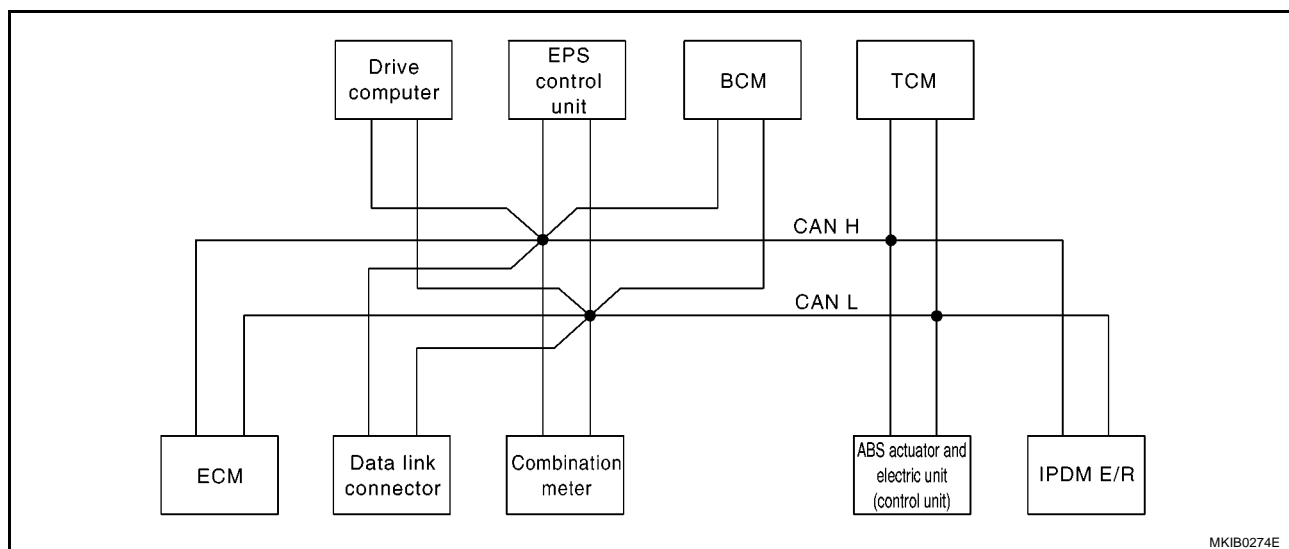 Drive
computer
EPS
control
unit
BCM
TCM
CAN H
CAN L
ECM
Data link
connector
Combination
meter
ABS actuator and
electric unit
(control unit)
IPDM E/R
MKIB0274E